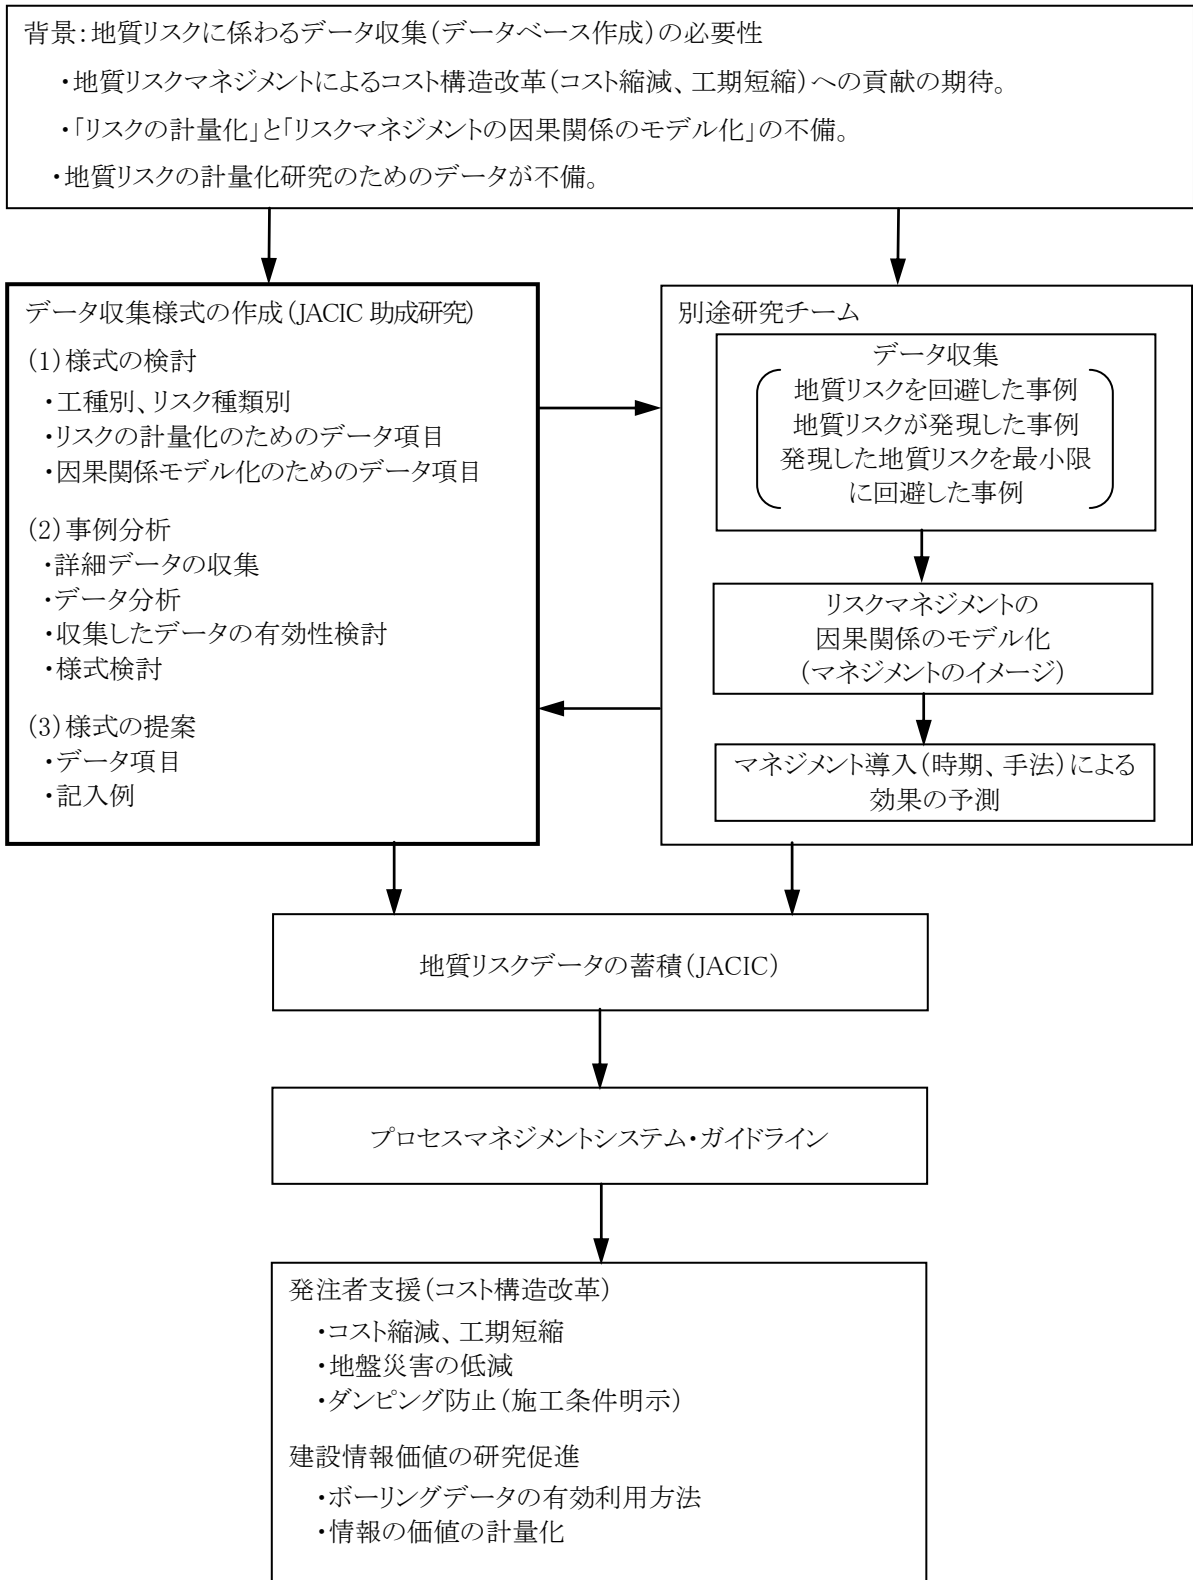 背景：地質リスクに係わるデータ収集（データベース作成）の必要性
・地質リスクマネジメントによるコスト構造改革（コスト縮減、工期短縮）への貢献の期待。
・「リスクの計量化」と「リスクマネジメントの因果関係のモデル化」の不備。
・地質リスクの計量化研究のためのデータが不備。
データ収集様式の作成（JACIC 助成研究）
(1)様式の検討
・工種別、リスク種類別
・リスクの計量化のためのデータ項目
・因果関係モデル化のためのデータ項目
(2)事例分析
・詳細データの収集
・データ分析
・収集したデータの有効性検討
・様式検討
(3)様式の提案
・データ項目
・記入例
別途研究チーム
データ収集
地質リスクを回避した事例
地質リスクが発現した事例
発現した地質リスクを最小限
に回避した事例
リスクマネジメントの
因果関係のモデル化
（マネジメントのイメージ）
マネジメント導入（時期、手法）による
効果の予測
地質リスクデータの蓄積（JACIC）
プロセスマネジメントシステム・ガイドライン
発注者支援（コスト構造改革）
・コスト縮減、工期短縮
・地盤災害の低減
・ダンピング防止（施工条件明示）
建設情報価値の研究促進
・ボーリングデータの有効利用方法
・情報の価値の計量化